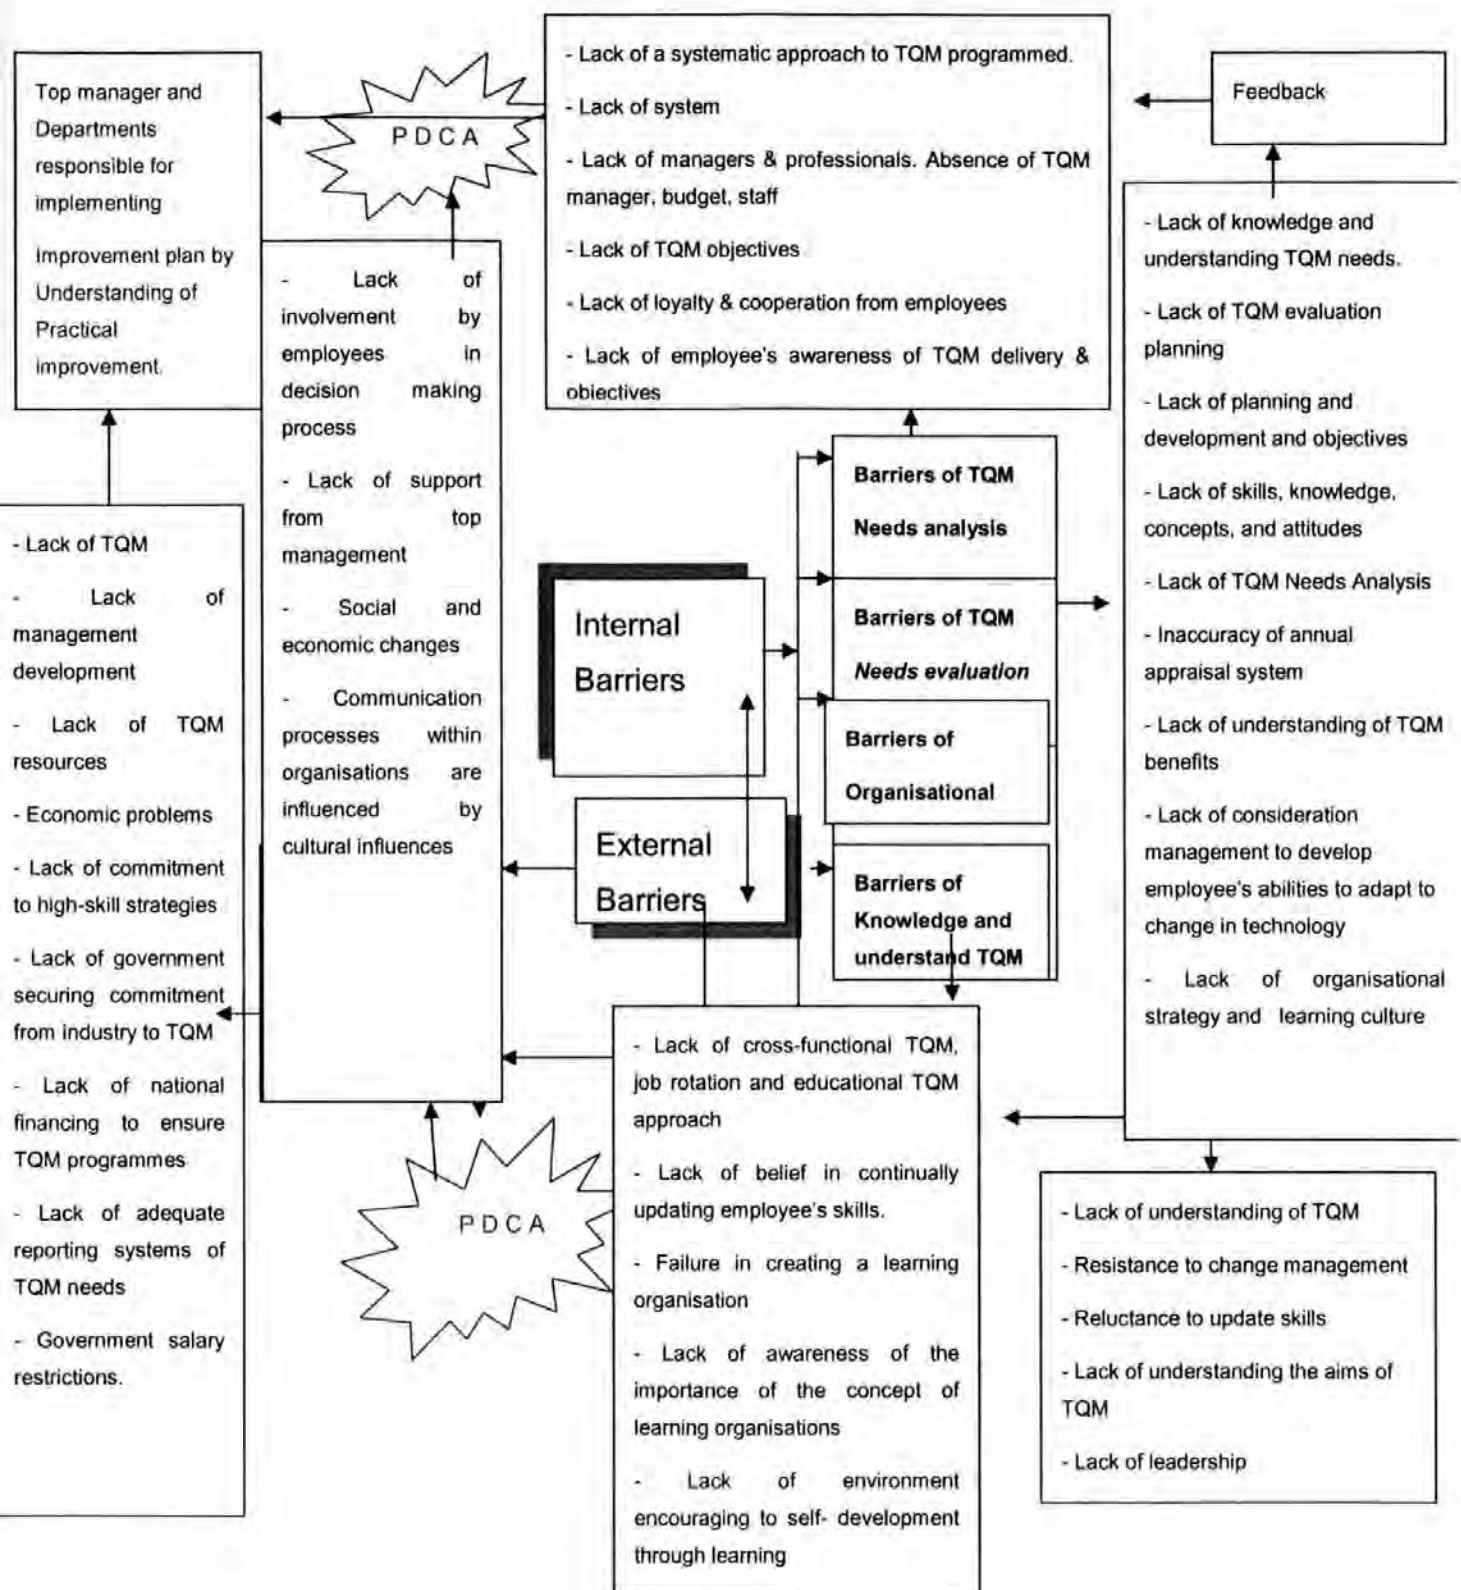 Top manager and
Departments
responsible for
implementing
Improvement plan by
Understanding of
Practical
improvement.
PDCA
- Lack of a systematic approach to TQM programmed.
- Lack of system
- Lack of managers & professionals. Absence of TQM
manager, budget, staff
- Lack of TQM objectives
- Lack of loyalty & cooperation from employees
- Lack of employee's awareness of TQM delivery &
objectives
Feedback
- Lack of TQM
- Lack of
management
development
- Lack of TQM
resources
- Economic problems
- Lack of commitment
to high-skill strategies
- Lack of government
securing commitment
from industry to TQM
- Lack of national
financing to ensure
TQM programmes
- Lack of adequate
reporting systems of
TQM needs
- Government salary
restrictions.
- Lack of
involvement by
employees in
decision making
process
- Lack of support
from top
management
- Social and
economic changes
- Communication
processes within
organisations are
influenced by
cultural influences
Internal
Barriers
External
Barriers
Barriers of TQM
Needs analysis
Barriers of TQM
Needs evaluation
Barriers of
Organisational
Barriers of
Knowledge and
understand TQM
- Lack of knowledge and
understanding TQM needs.
- Lack of TQM evaluation
planning
- Lack of planning and
development and objectives
- Lack of skills, knowledge,
concepts, and attitudes
- Lack of TQM Needs Analysis
- Inaccuracy of annual
appraisal system
- Lack of understanding of TQM
benefits
- Lack of consideration
management to develop
employee's abilities to adapt to
change in technology
- Lack of organisational
strategy and learning culture
PDCA
- Lack of cross-functional TQM,
job rotation and educational TQM
approach
- Lack of belief in continually
updating employee's skills.
- Failure in creating a learning
organisation
- Lack of awareness of the
importance of the concept of
learning organisations
- Lack of environment
encouraging to self- development
through learning
- Lack of understanding of TQM
- Resistance to change management
- Reluctance to update skills
- Lack of understanding the aims of
TQM
- Lack of leadership